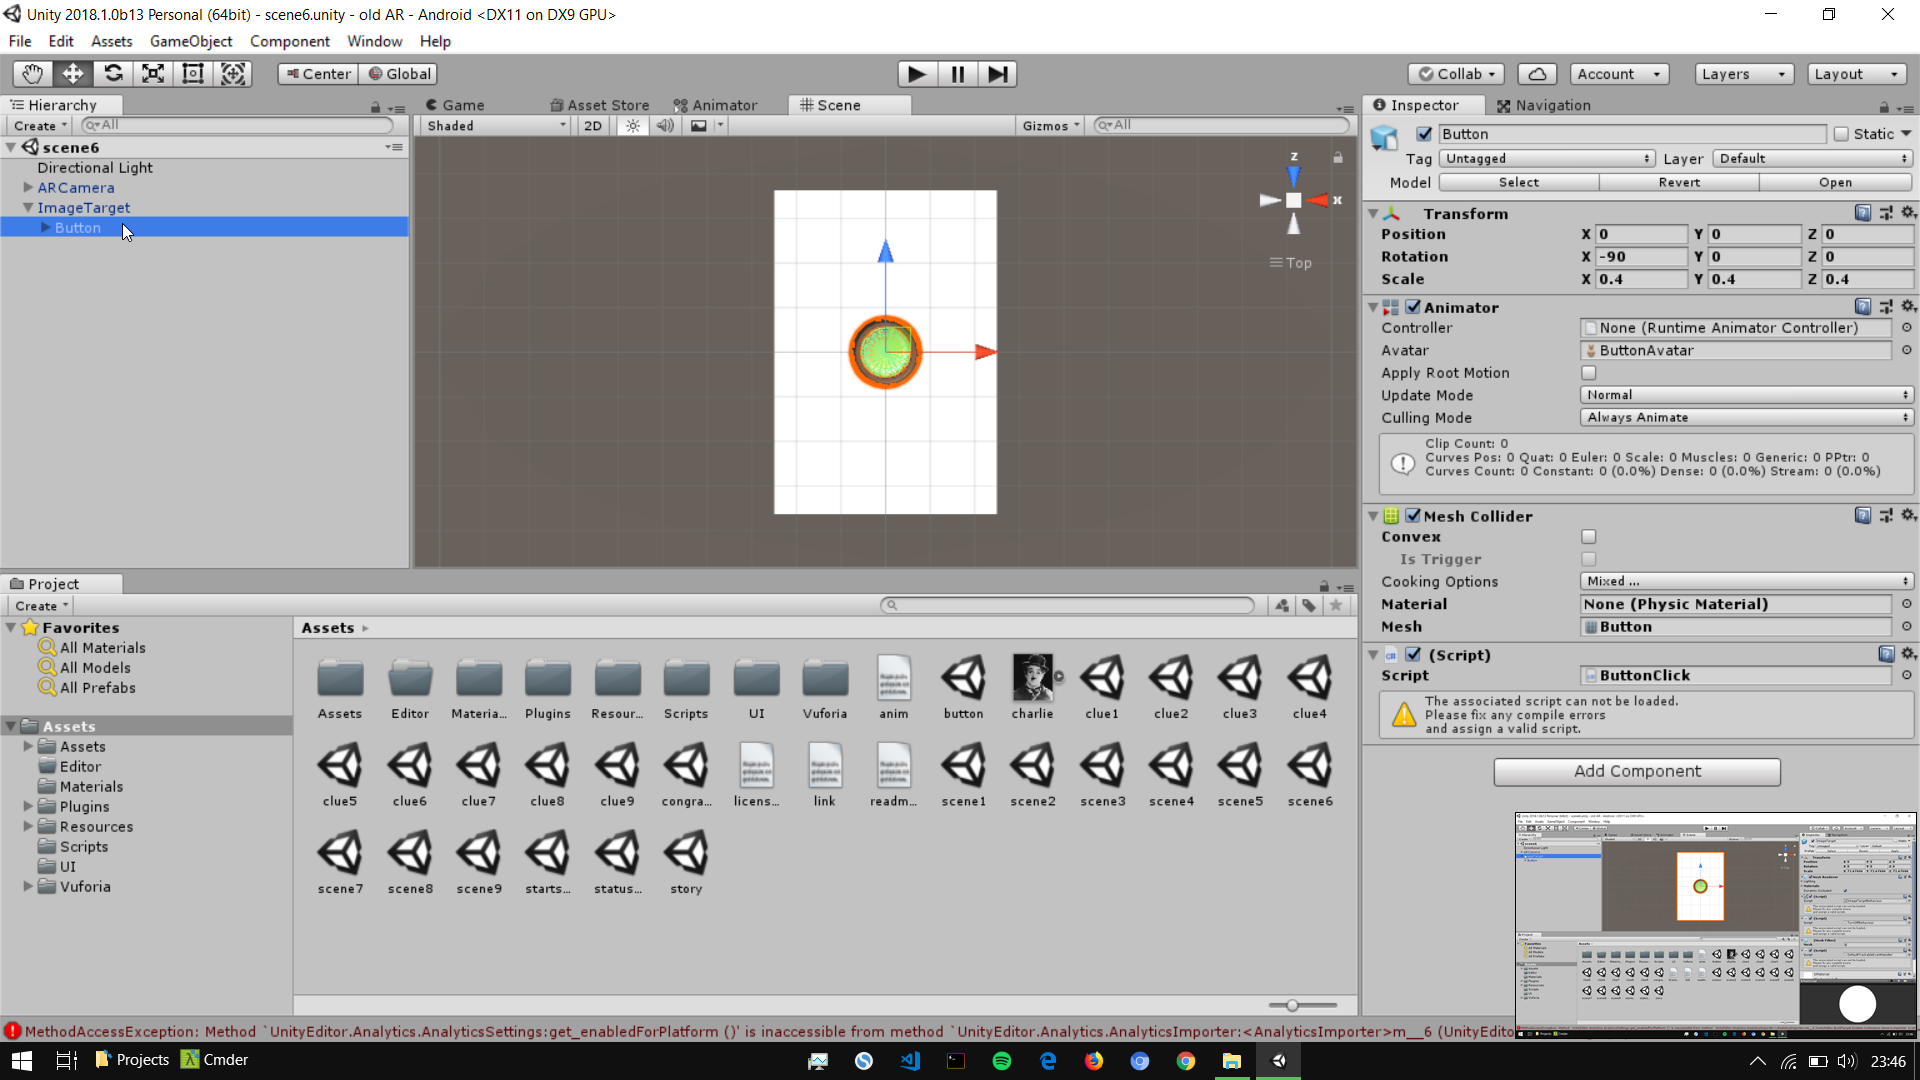 Unity 2018.1.0b13 Personal (64bit) - scene6.unity - old AR - Android <DX11 on DX9 GPU>
File Edit Assets GameObject Component Window Help
Center Global Collab Account Layers Layout
Hierarchy
Create All
scene6
Directional Light
ARCamera
ImageTarget
Button
Game Asset Store Animator Scene
Shaded 2D Gizmos All
z
x
Top
Inspector Navigation
Button Static
Tag Untagged Layer Default
Model Select Revert Open
Transform
Position X 0 Y 0 Z 0
Rotation X -90 Y 0 Z 0
Scale X 0.4 Y 0.4 Z 0.4
Animator
Controller None (Runtime Animator Controller)
Avatar ButtonAvatar
Apply Root Motion
Update Mode Normal
Culling Mode Always Animate
Clip Count: 0
Curves Pos: 0 Quat: 0 Euler: 0 Scale: 0 Muscles: 0 Generic: 0 PPtr: 0
Curves Count: 0 Constant: 0 (0.0%) Dense: 0 (0.0%) Stream: 0 (0.0%)
Mesh Collider
Convex
Is Trigger
Cooking Options Mixed ...
Material None (Physic Material)
Mesh Button
(Script)
Script ButtonClick
The associated script can not be loaded.
Please fix any compile errors
and assign a valid script.
Add Component
Project
Create
Favorites
All Materials
All Models
All Prefabs
Assets
Assets
Editor
Materials
Plugins
Resources
Scripts
UI
Vuforia
Assets
Assets Editor Materia... Plugins Resour... Scripts UI Vuforia anim button charlie clue1 clue2 clue3 clue4
clue5 clue6 clue7 clue8 clue9 congra... licens... link readm... scene1 scene2 scene3 scene4 scene5 scene6
scene7 scene8 scene9 starts... status... story
MethodAccessException: Method `UnityEditor.Analytics.AnalyticsSettings:get_enabledForPlatform ()' is inaccessible from method `UnityEditor.Analytics.AnalyticsImporter:<AnalyticsImporter>m__6 (UnityEdito
Projects Cmder 23:46